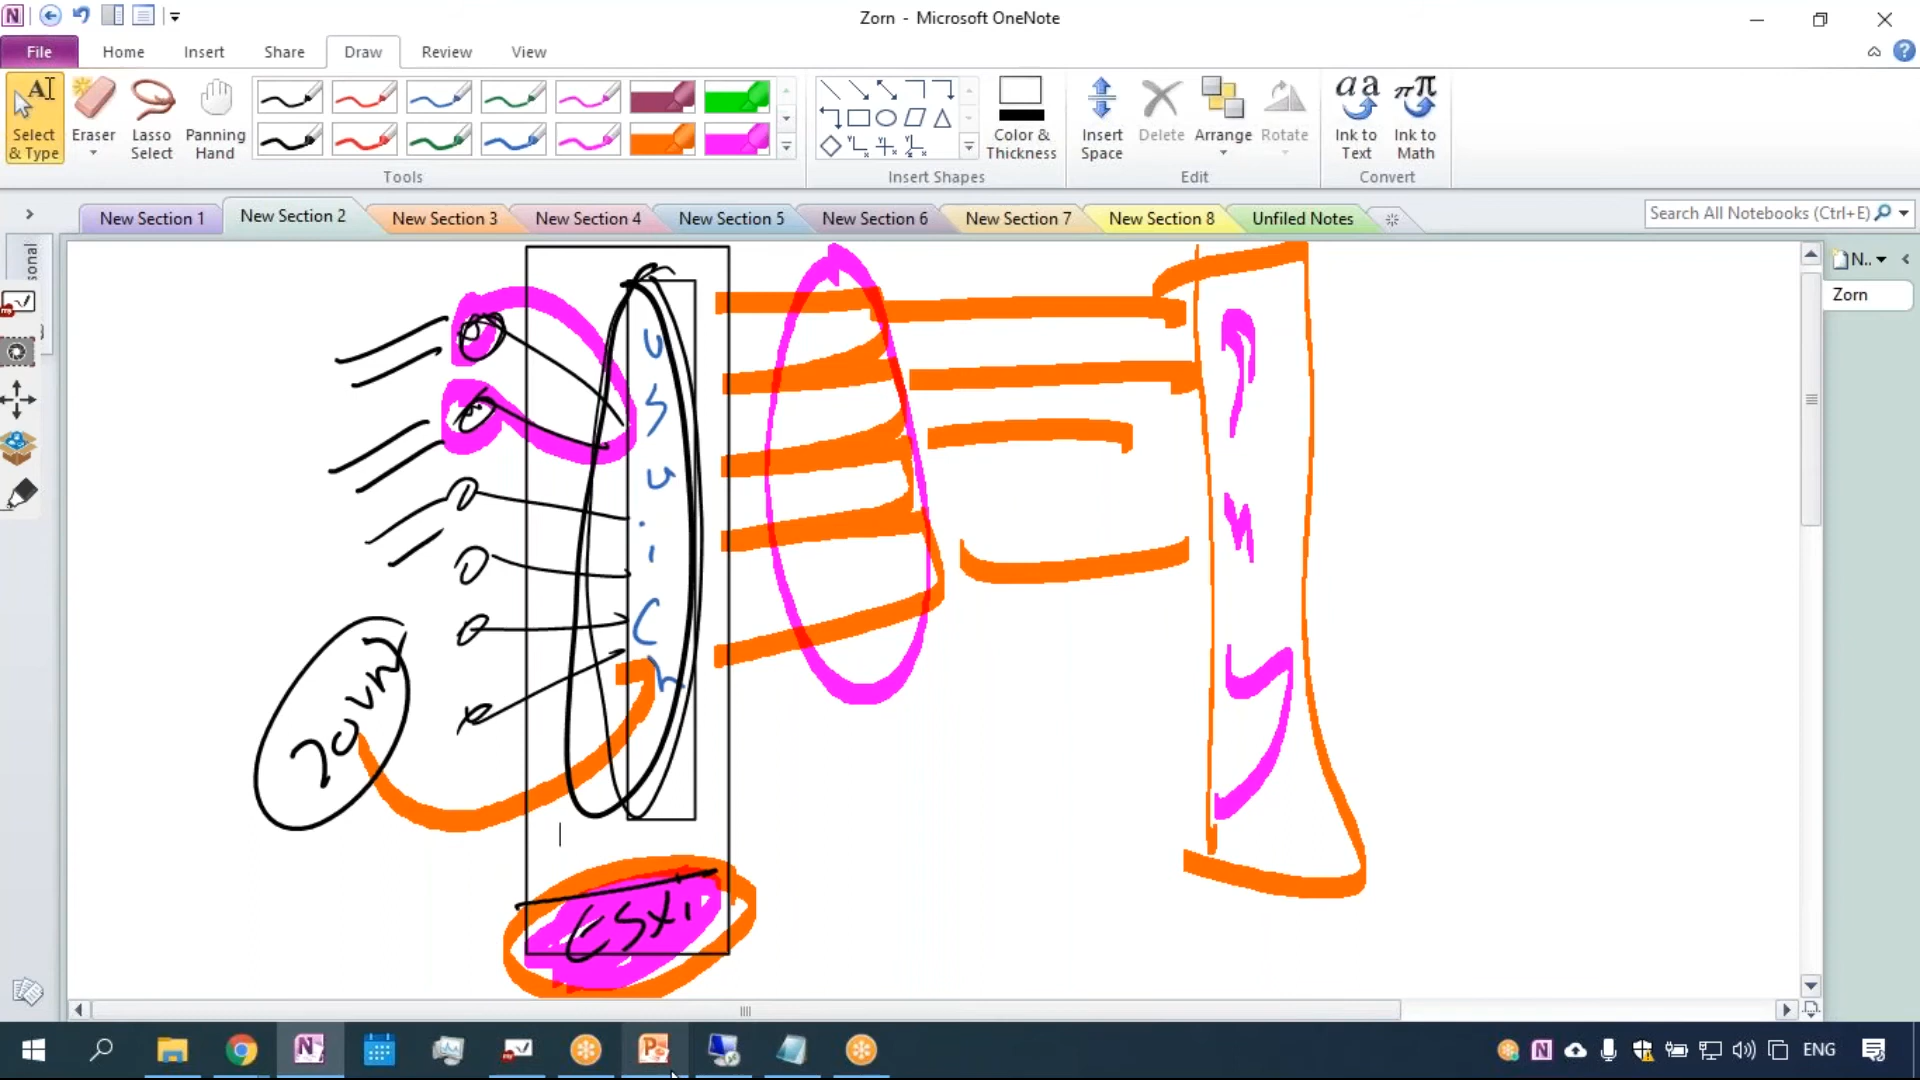 Zorn - Microsoft OneNote
File Home Insert Share Draw Review View
Select & Type
Eraser
Lasso Select
Panning Hand
Color & Thickness
Insert Space
Delete
Arrange
Rotate
Ink to Text
Ink to Math
Tools Insert Shapes Edit Convert
New Section 1 New Section 2 New Section 3 New Section 4 New Section 5 New Section 6 New Section 7 New Section 8 Unfiled Notes
Search All Notebooks (Ctrl+E)
sonal
N..
Zorn
ESXi
ENG